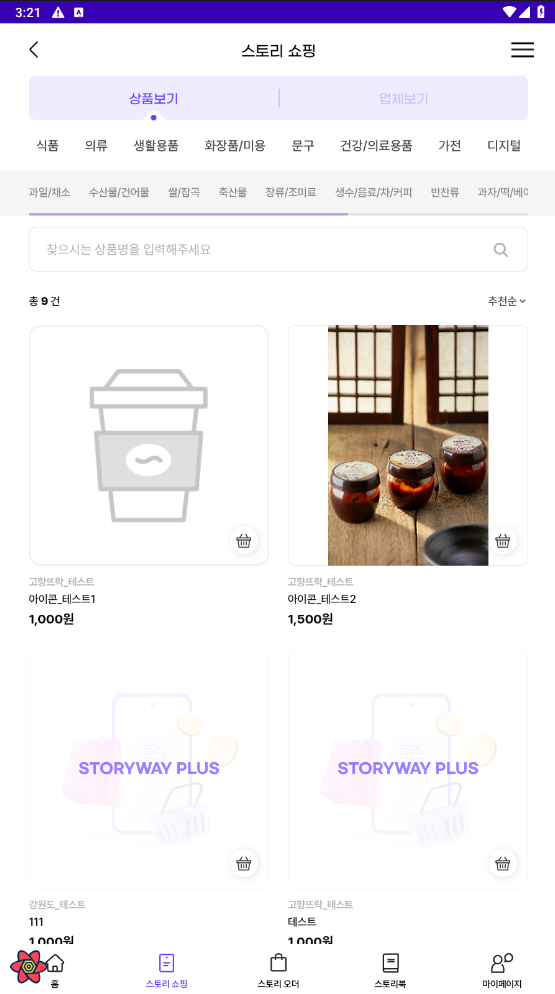 3:21
스토리 쇼핑
상품보기
업체보기
식품 의류 생활용품 화장품/미용 문구 건강/의료용품 가전 디지털
과일/채소 수산물/건어물 쌀/잡곡 축산물 장류/조미료 생수/음료/차/커피 반찬류 과자/떡/베이
찾으시는 상품명을 입력해주세요
총 9 건
추천순
고향뜨락_테스트
아이콘_테스트1
1,000원
고향뜨락_테스트
아이콘_테스트2
1,500원
STORYWAY PLUS
STORYWAY PLUS
강원도_테스트
111
1,000원
고향뜨락_테스트
테스트
1,000원
홈 스토리 쇼핑 스토리 오더 스토리북 마이페이지